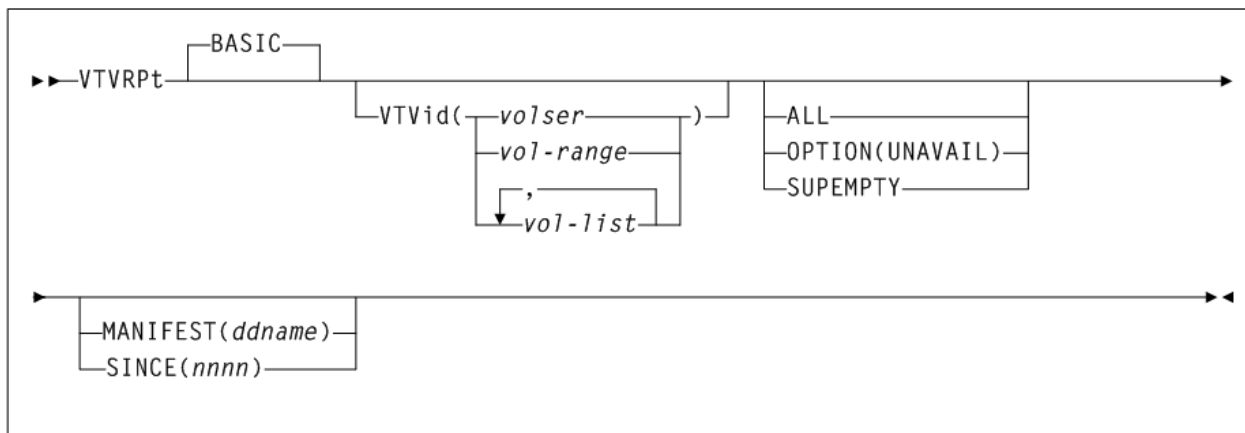 BASIC
VTVRPt
VTVid( volser )
vol-range
,
vol-list
ALL
OPTION(UNAVAIL)
SUPEMPTY
MANIFEST(ddname)
SINCE(nnnn)